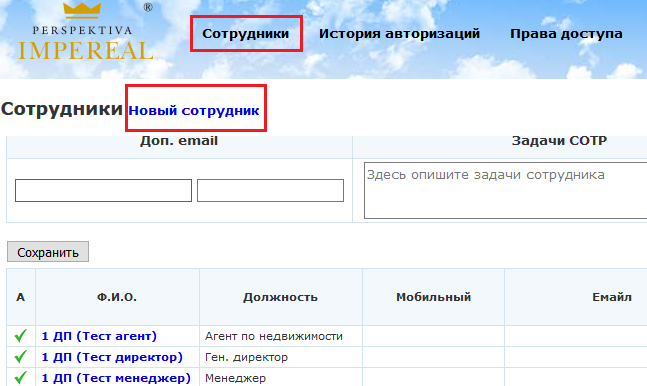 PERSPEKTIVA ®
IMPEREAL
Сотрудники История авторизаций Права доступа
Сотрудники Новый сотрудник
Доп. email Задачи СОТР
Здесь опишите задачи сотрудника
Сохранить
А Ф.И.О. Должность Мобильный Емайл
1 ДП (Тест агент) Агент по недвижимости
1 ДП (Тест директор) Ген. директор
1 ДП (Тест менеджер) Менеджер